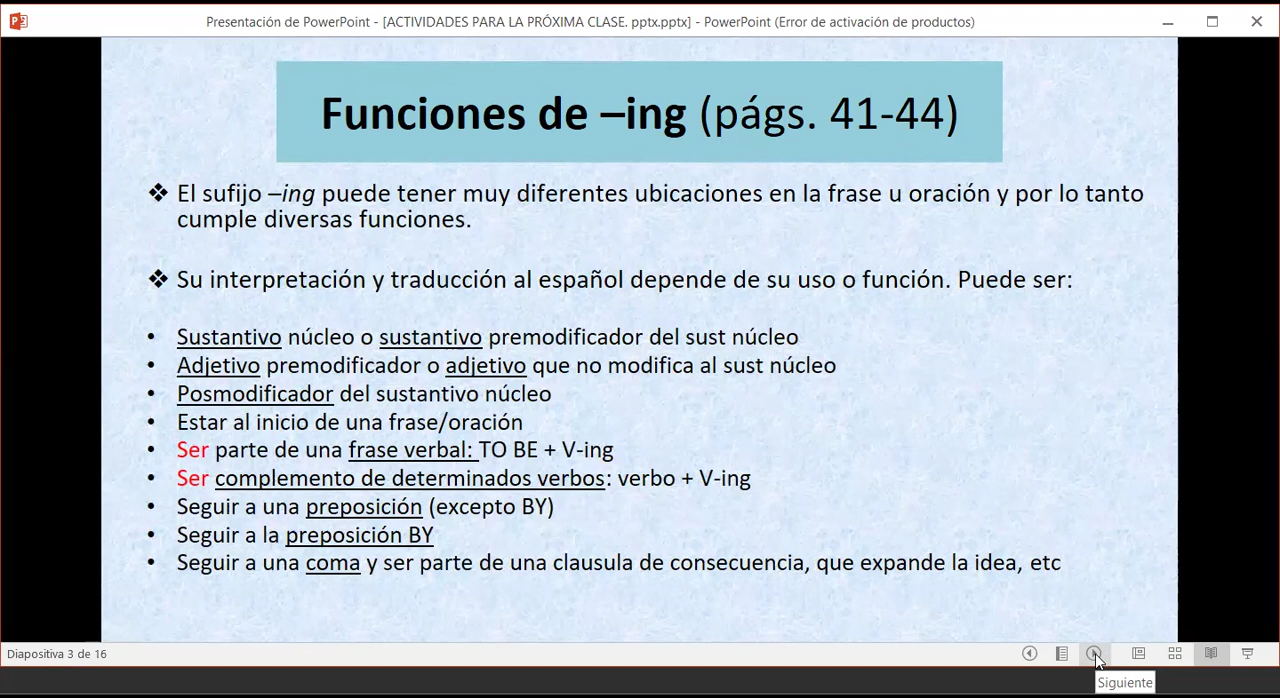 Presentación de PowerPoint - [ACTIVIDADES PARA LA PRÓXIMA CLASE. pptx.pptx] - PowerPoint (Error de activación de productos)
Funciones de –ing (págs. 41-44)
❖ El sufijo –ing puede tener muy diferentes ubicaciones en la frase u oración y por lo tanto
cumple diversas funciones.
❖ Su interpretación y traducción al español depende de su uso o función. Puede ser:
• Sustantivo núcleo o sustantivo premodificador del sust núcleo
• Adjetivo premodificador o adjetivo que no modifica al sust núcleo
• Posmodificador del sustantivo núcleo
• Estar al inicio de una frase/oración
• Ser parte de una frase verbal: TO BE + V-ing
• Ser complemento de determinados verbos: verbo + V-ing
• Seguir a una preposición (excepto BY)
• Seguir a la preposición BY
• Seguir a una coma y ser parte de una clausula de consecuencia, que expande la idea, etc
Diapositiva 3 de 16
Siguiente